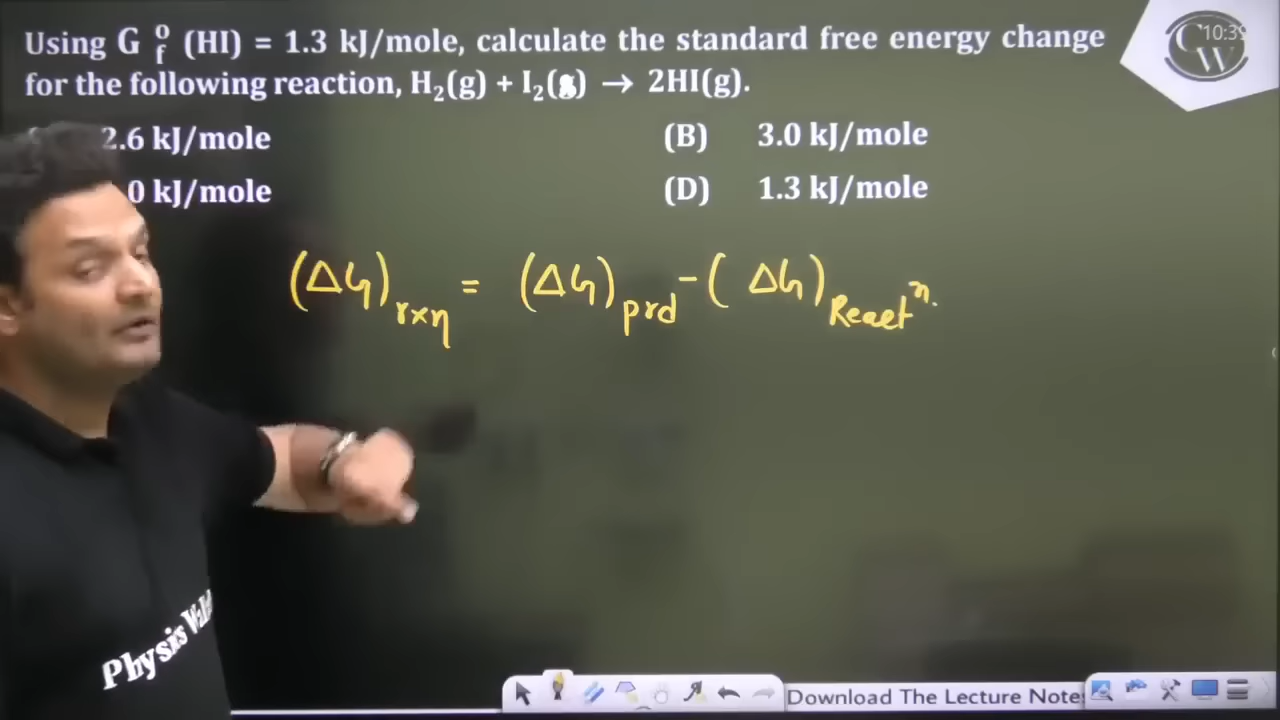 Using G o f (HI) = 1.3 kJ/mole, calculate the standard free energy change
for the following reaction, H₂(g) + I₂(s) → 2HI(g).
2.6 kJ/mole
(B) 3.0 kJ/mole
0 kJ/mole
(D) 1.3 kJ/mole
(ΔG)rxn = (ΔG)prd - (ΔG)Reactⁿ.
CW
10:39
Physics
Download The Lecture Notes